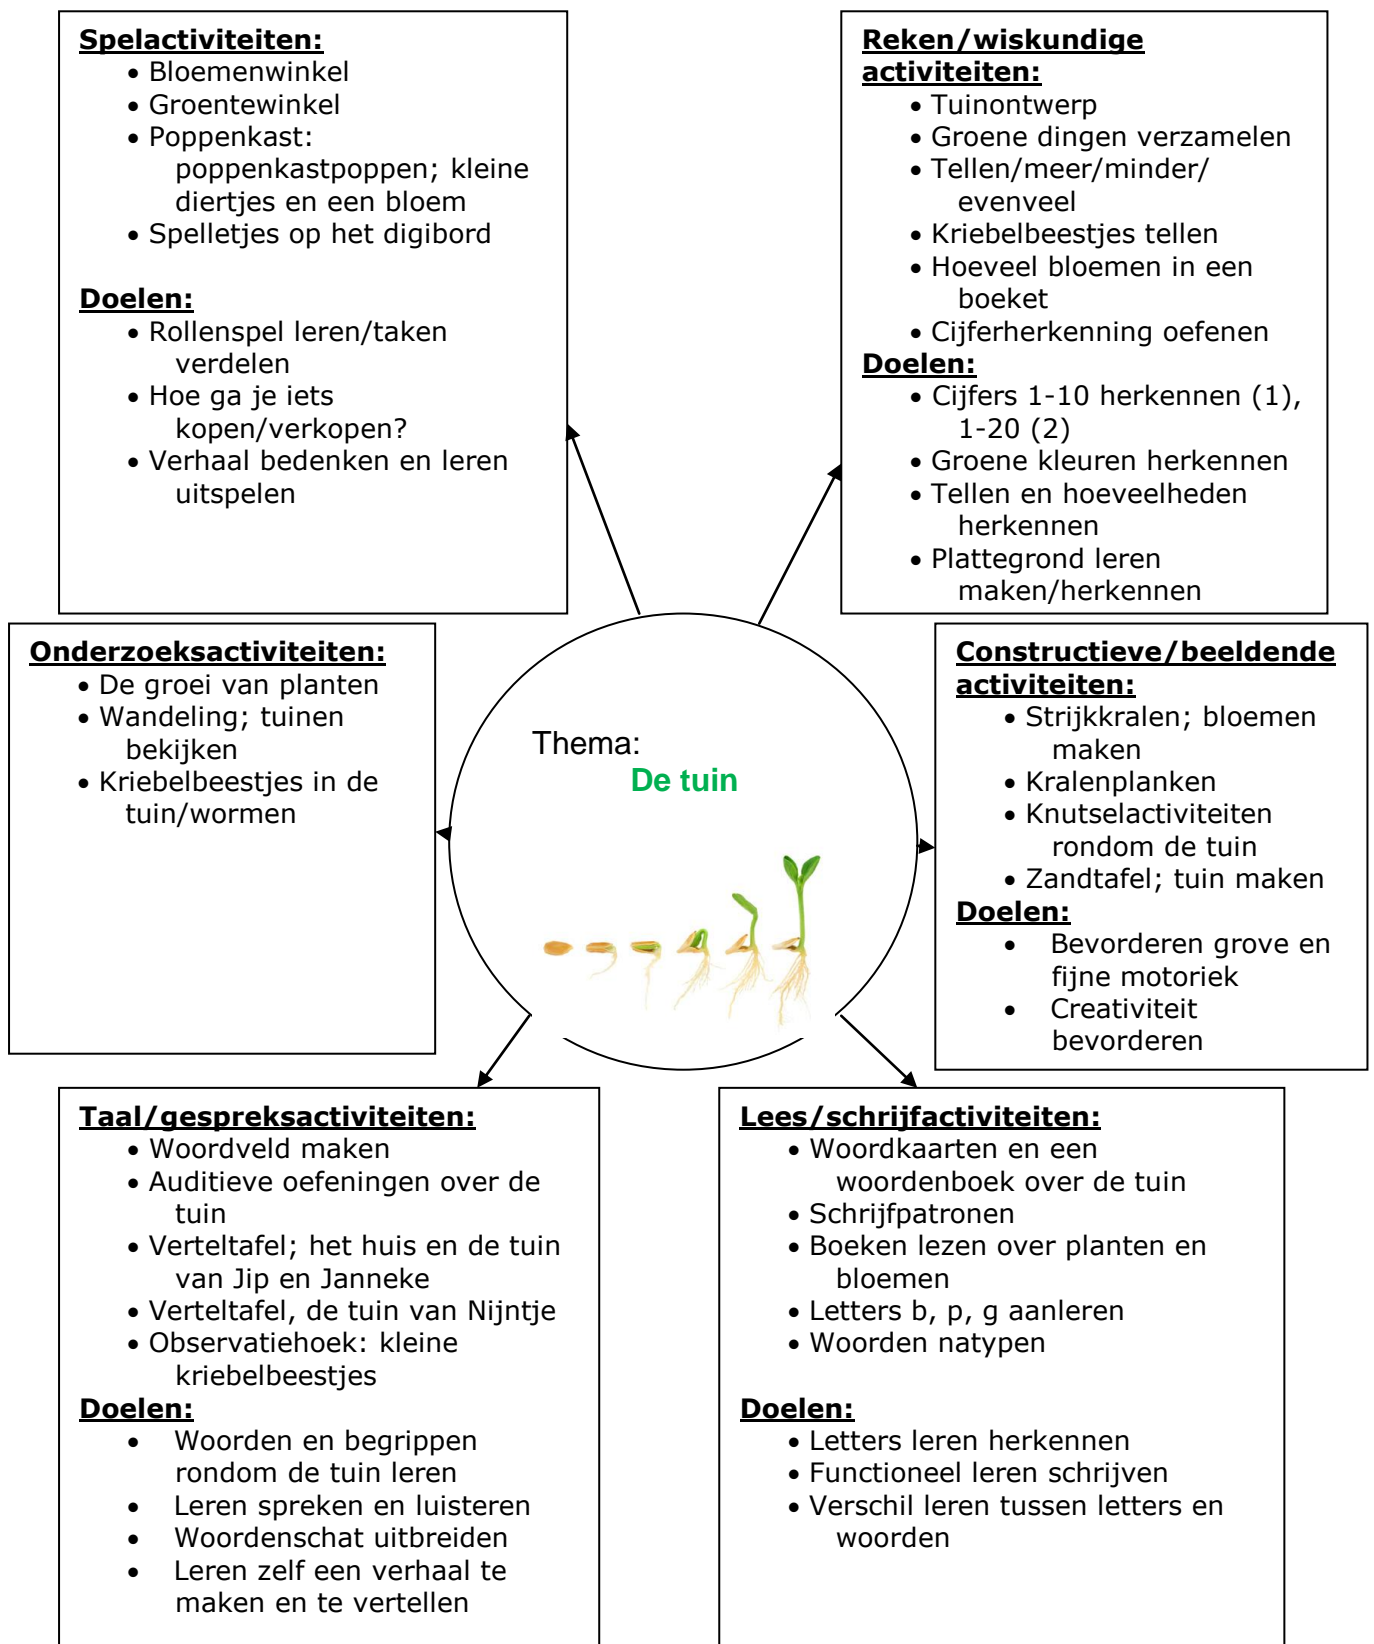 Spelactiviteiten:
• Bloemenwinkel
• Groentewinkel
• Poppenkast:
poppenkastpoppen; kleine
diertjes en een bloem
• Spelletjes op het digibord
Doelen:
• Rollenspel leren/taken
verdelen
• Hoe ga je iets
kopen/verkopen?
• Verhaal bedenken en leren
uitspelen
Reken/wiskundige
activiteiten:
• Tuinontwerp
• Groene dingen verzamelen
• Tellen/meer/minder/
evenveel
• Kriebelbeestjes tellen
• Hoeveel bloemen in een
boeket
• Cijferherkenning oefenen
Doelen:
• Cijfers 1-10 herkennen (1),
1-20 (2)
• Groene kleuren herkennen
• Tellen en hoeveelheden
herkennen
• Plattegrond leren
maken/herkennen
Onderzoeksactiviteiten:
• De groei van planten
• Wandeling; tuinen
bekijken
• Kriebelbeestjes in de
tuin/wormen
Thema:
De tuin
Constructieve/beeldende
activiteiten:
• Strijkkralen; bloemen
maken
• Kralenplanken
• Knutselactiviteiten
rondom de tuin
• Zandtafel; tuin maken
Doelen:
• Bevorderen grove en
fijne motoriek
• Creativiteit
bevorderen
Taal/gespreksactiviteiten:
• Woordveld maken
• Auditieve oefeningen over de
tuin
• Verteltafel; het huis en de tuin
van Jip en Janneke
• Verteltafel, de tuin van Nijntje
• Observatiehoek: kleine
kriebelbeestjes
Doelen:
• Woorden en begrippen
rondom de tuin leren
• Leren spreken en luisteren
• Woordenschat uitbreiden
• Leren zelf een verhaal te
maken en te vertellen
Lees/schrijfactiviteiten:
• Woordkaarten en een
woordenboek over de tuin
• Schrijfpatronen
• Boeken lezen over planten en
bloemen
• Letters b, p, g aanleren
• Woorden natypen
Doelen:
• Letters leren herkennen
• Functioneel leren schrijven
• Verschil leren tussen letters en
woorden